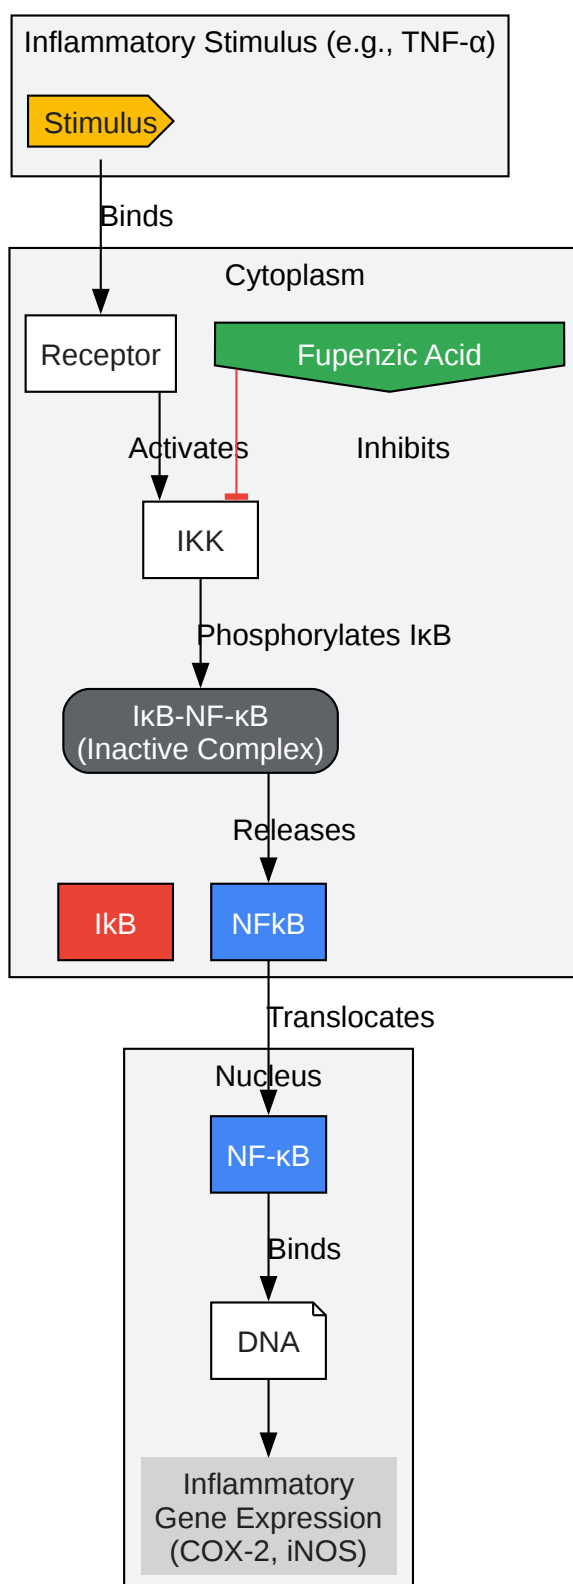 Inflammatory Stimulus (e.g., TNF-α)
Stimulus
Binds
Cytoplasm
Receptor
Fupenzic Acid
Activates
Inhibits
IKK
Phosphorylates IκB
IκB-NF-κB
(Inactive Complex)
Releases
IkB
NFkB
Translocates
Nucleus
NF-κB
Binds
DNA
Inflammatory
Gene Expression
(COX-2, iNOS)